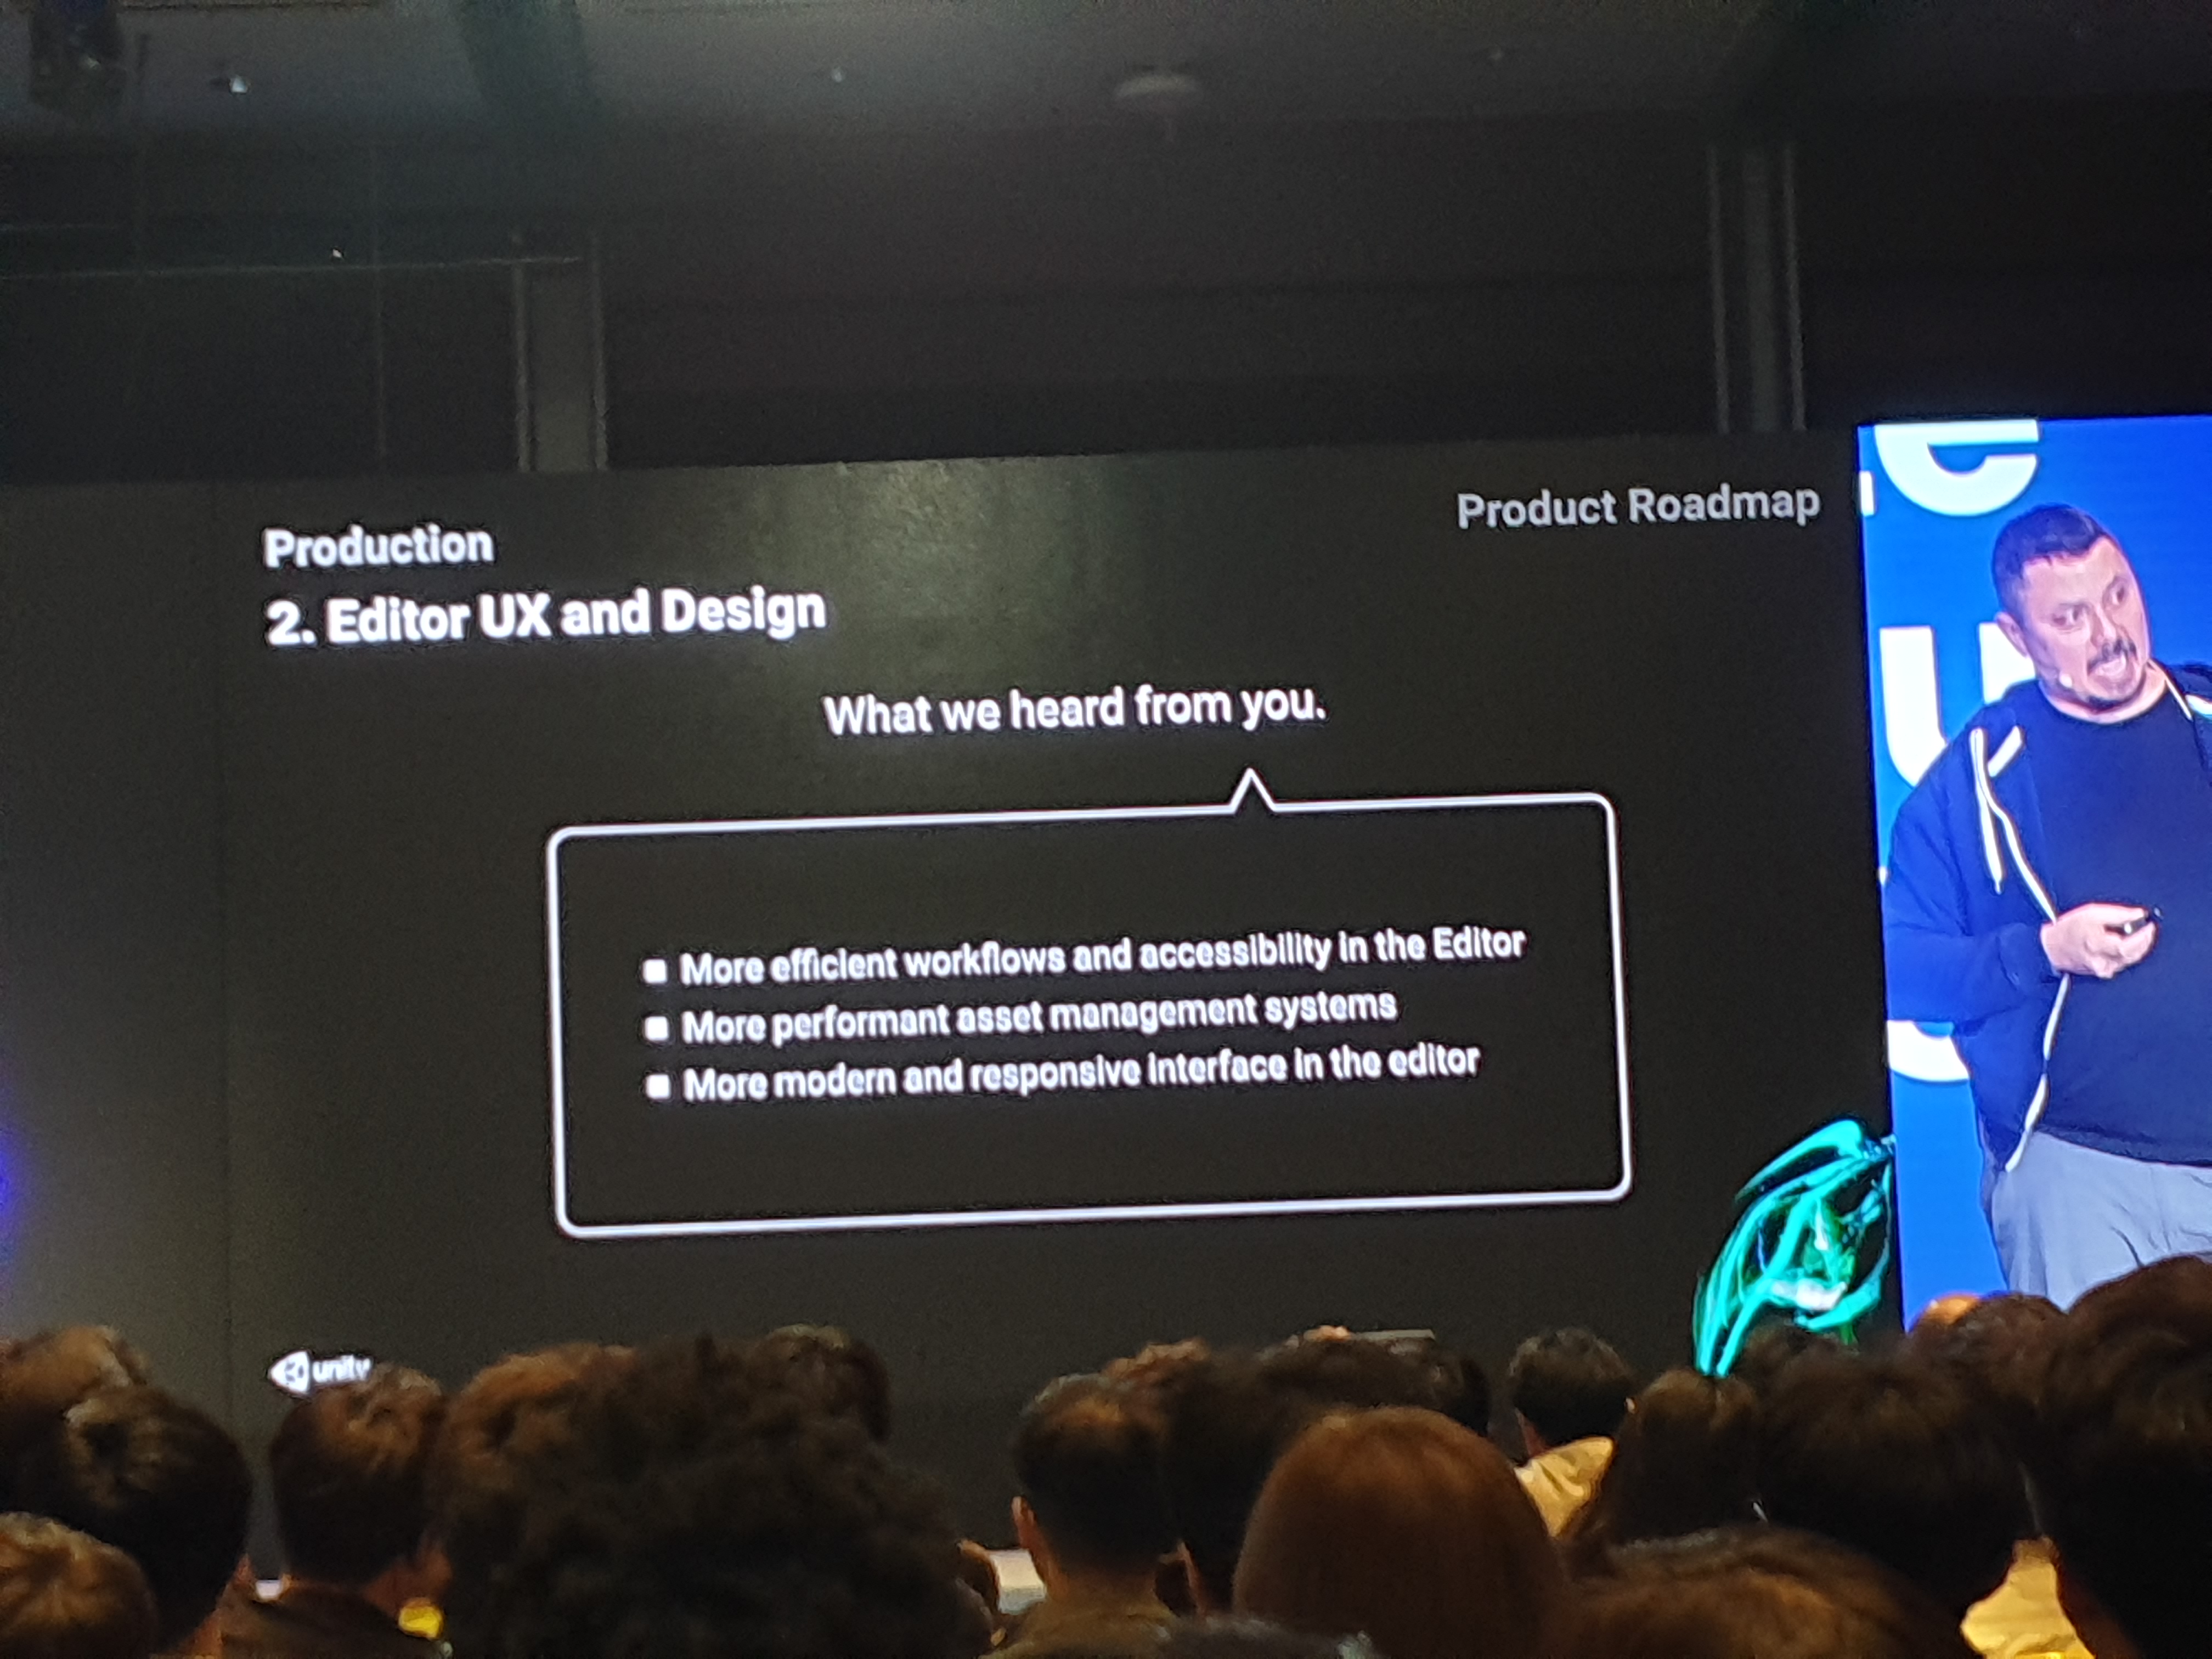 Product Roadmap
Production
2. Editor UX and Design
What we heard from you.
▪ More efficient workflows and accessibility in the Editor
▪ More performant asset management systems
▪ More modern and responsive interface in the editor
unity